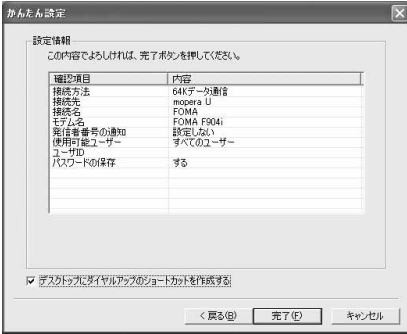 かんたん設定
設定情報
この内容でよろしければ、完了ボタンを押してください。
確認項目 内容
接続方法 64Kデータ通信
接続先 mopera U
接続名 FOMA
モデム名 FOMA F904i
発信者番号の通知 設定しない
使用可能ユーザー すべてのユーザー
ユーザID
パスワードの保存 する
デスクトップにダイヤルアップのショートカットを作成する
< 戻る(B) 完了(F) キャンセル